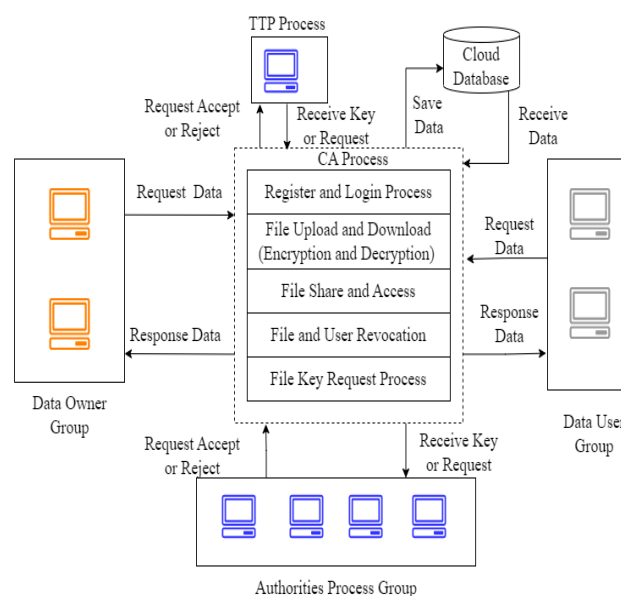 TTP Process
Cloud
Database
Request Accept
or Reject
Receive Key
or Request
Save
Data
Receive
Data
CA Process
Register and Login Process
Request Data
File Upload and Download
(Encryption and Decryption)
Request
Data
File Share and Access
Response Data
File and User Revocation
Response
Data
File Key Request Process
Data Owner
Group
Data User
Group
Request Accept
or Reject
Receive Key
or Request
Authorities Process Group